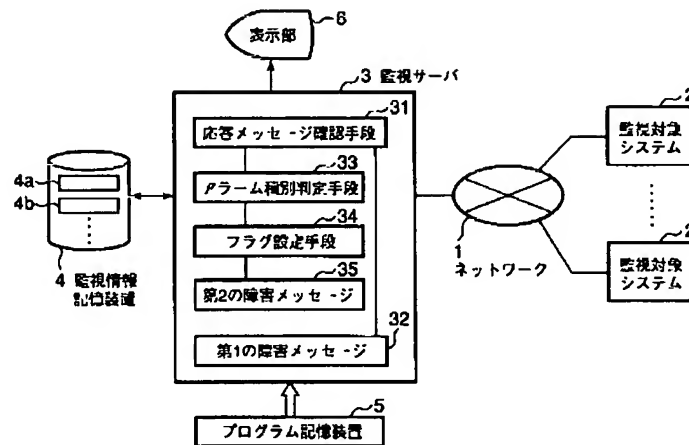 6
表示部
3 監視サーバ
31
応答メッセージ確認手段
33
アラーム種別判定手段
34
フラグ設定手段
35
第2の障害メッセージ
32
第1の障害メッセージ
4a
4b
4 監視情報
記憶装置
1
ネットワーク
2
監視対象
システム
2
監視対象
システム
5
プログラム記憶装置